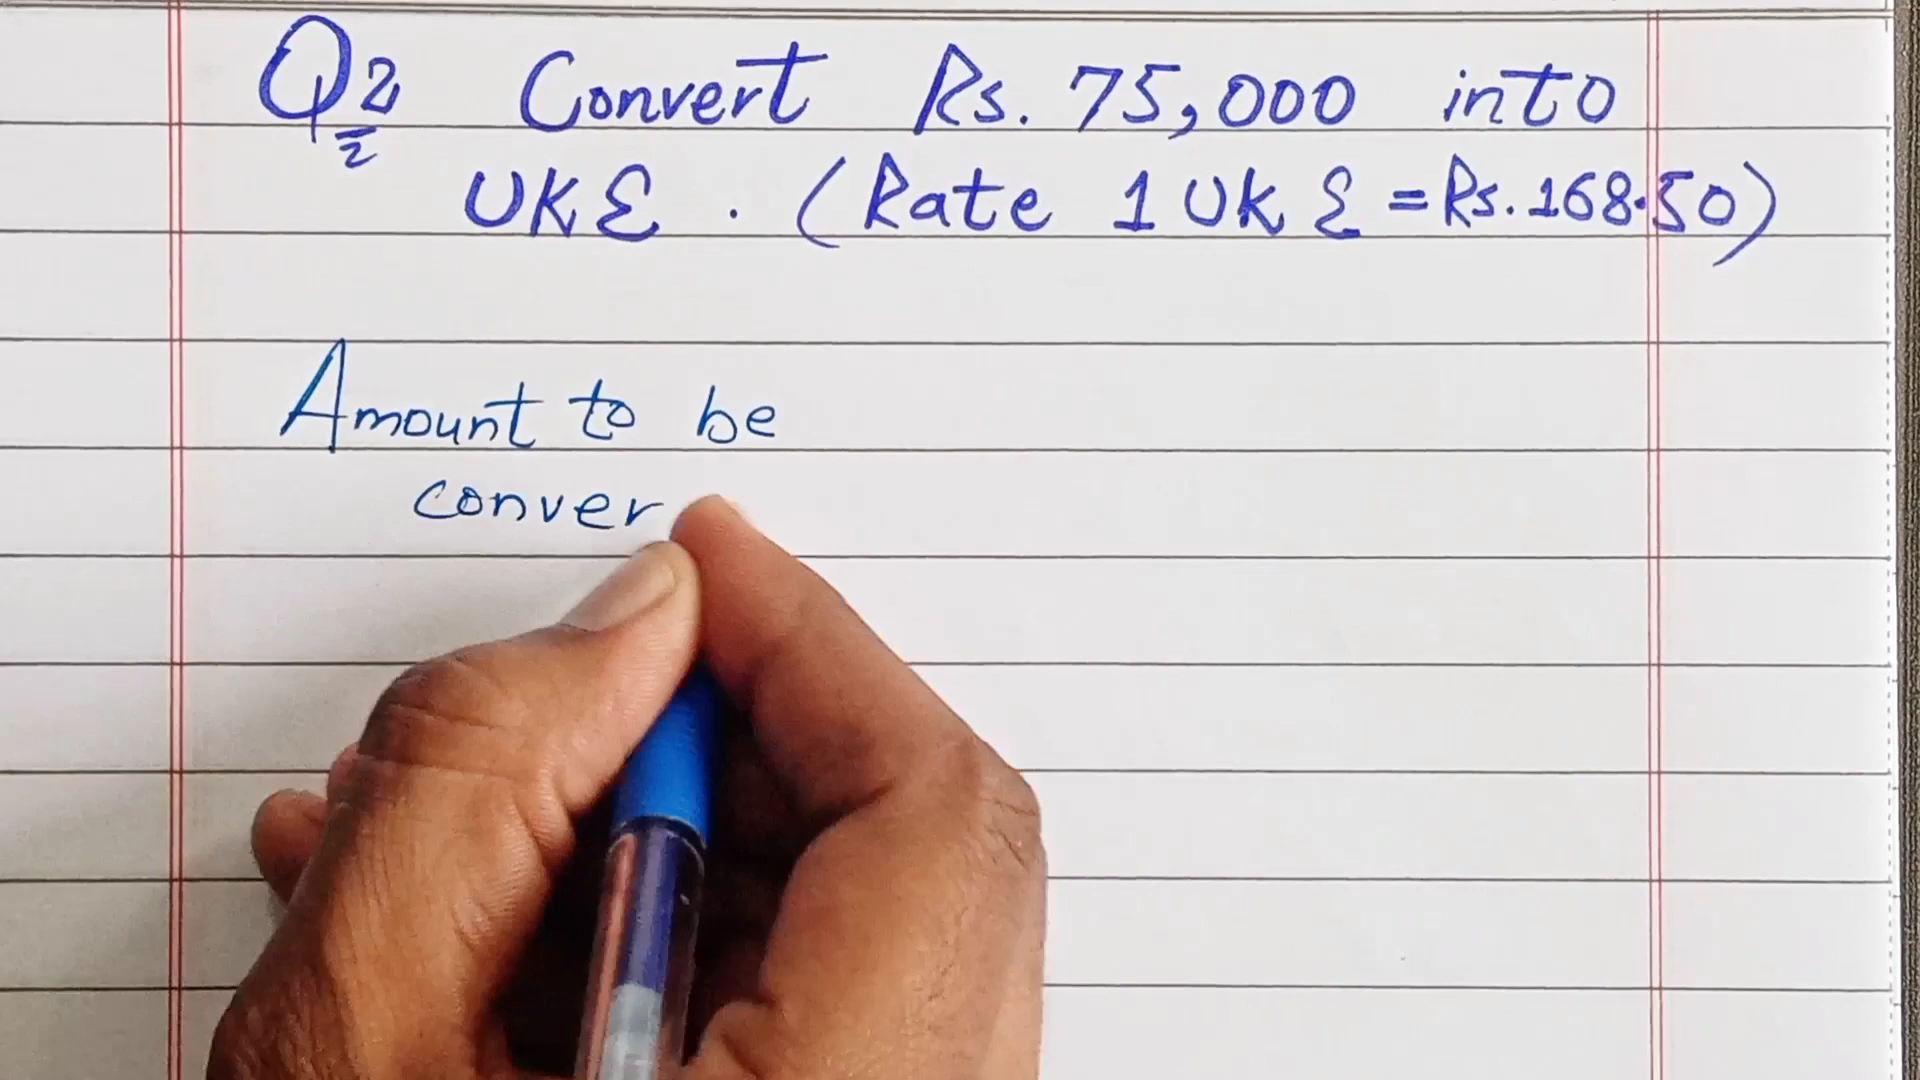 Q2 Convert Rs. 75,000 into
UK £ . (Rate 1 UK £ = Rs. 168.50)
Amount to be
conver